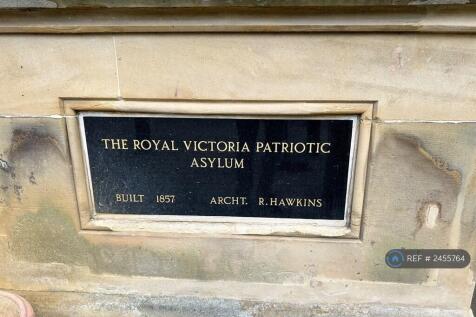 THE ROYAL VICTORIA PATRIOTIC
ASYLUM
BUILT 1857 ARCHT. R. HAWKINS
REF # 2455764